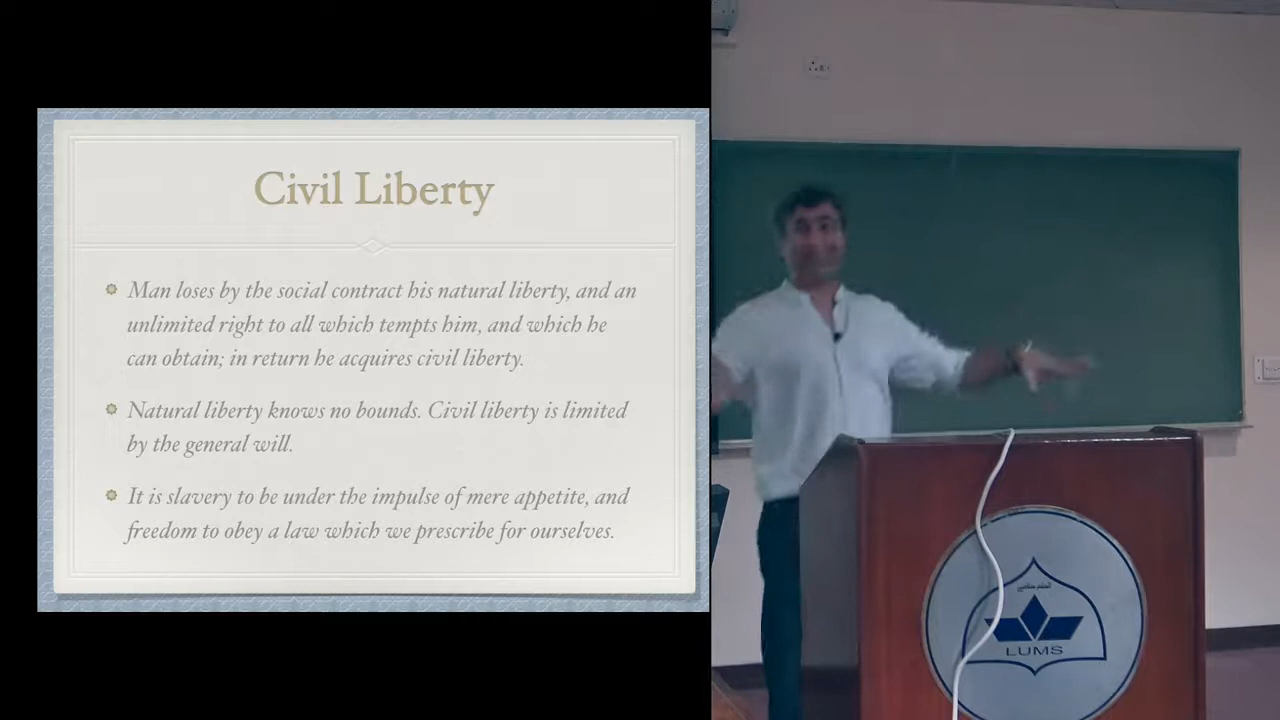 Civil Liberty
Man loses by the social contract his natural liberty, and an
unlimited right to all which tempts him, and which he
can obtain; in return he acquires civil liberty.
Natural liberty knows no bounds. Civil liberty is limited
by the general will.
It is slavery to be under the impulse of mere appetite, and
freedom to obey a law which we prescribe for ourselves.
LUMS